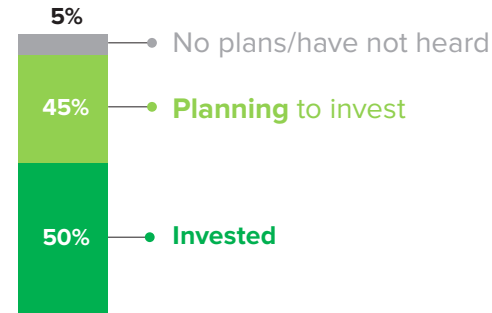 5%
No plans/have not heard
45%
Planning to invest
50%
Invested